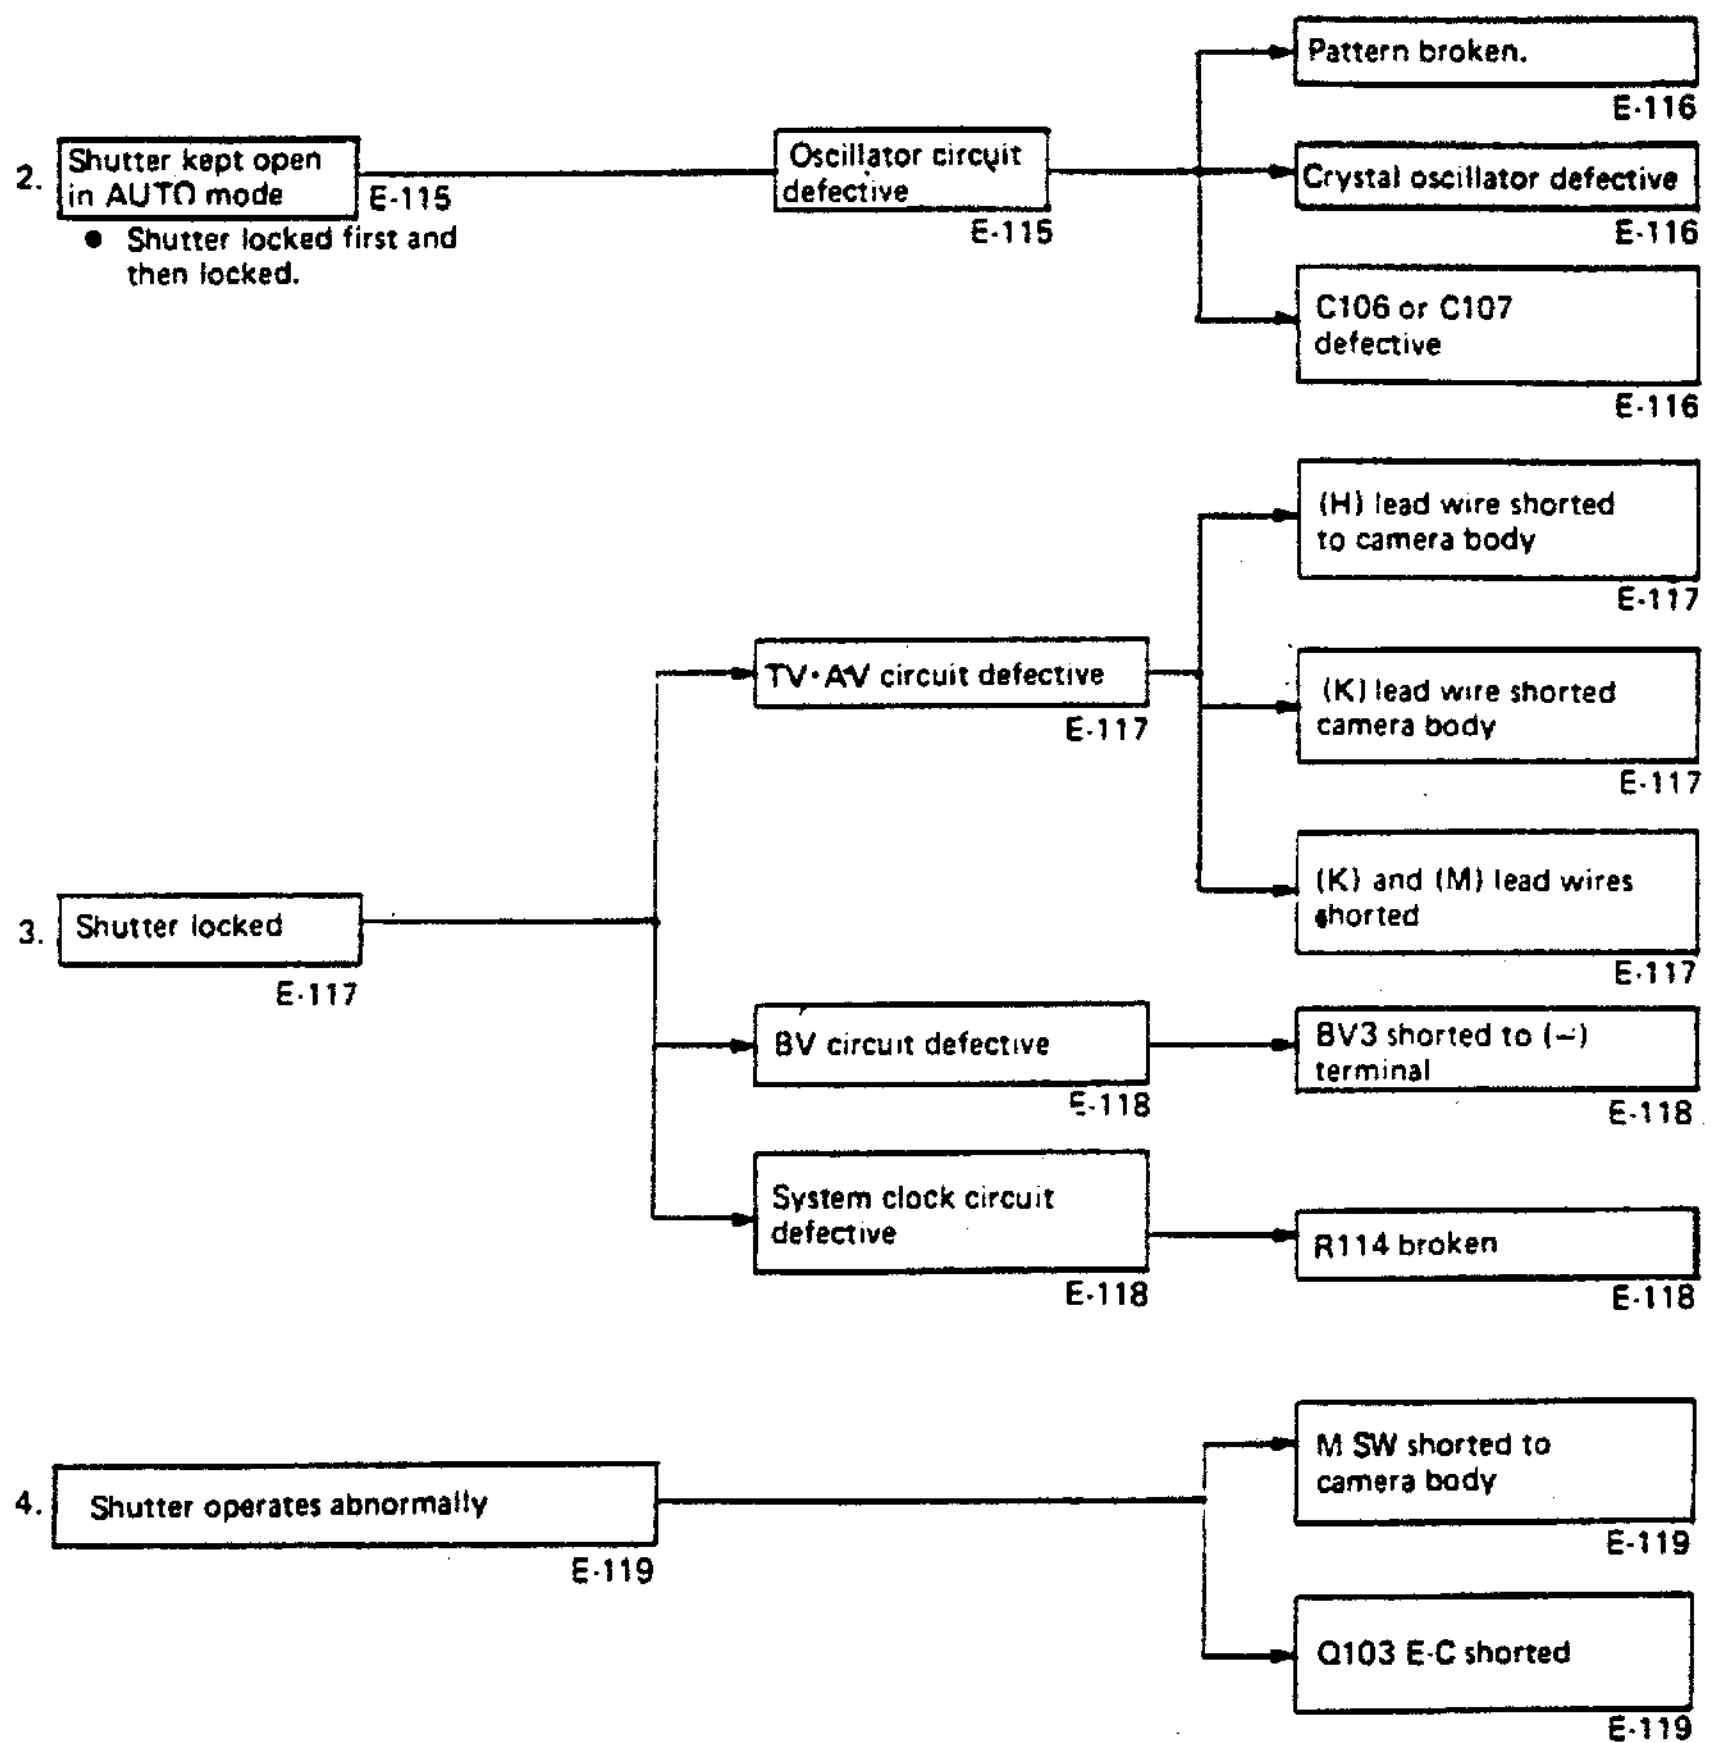 Pattern broken.
E-116
2. Shutter kept open
in AUTO mode
E-115
● Shutter locked first and
then locked.
Oscillator circuit
defective
E-115
Crystal oscillator defective
E-116
C106 or C107
defective
E-116
(H) lead wire shorted
to camera body
E-117
TV·AV circuit defective
E-117
(K) lead wire shorted
camera body
E-117
(K) and (M) lead wires
shorted
E-117
3. Shutter locked
E-117
BV circuit defective
E-118
BV3 shorted to (−)
terminal
E-118
System clock circuit
defective
E-118
R114 broken
E-118
4. Shutter operates abnormally
E-119
M SW shorted to
camera body
E-119
Q103 E-C shorted
E-119